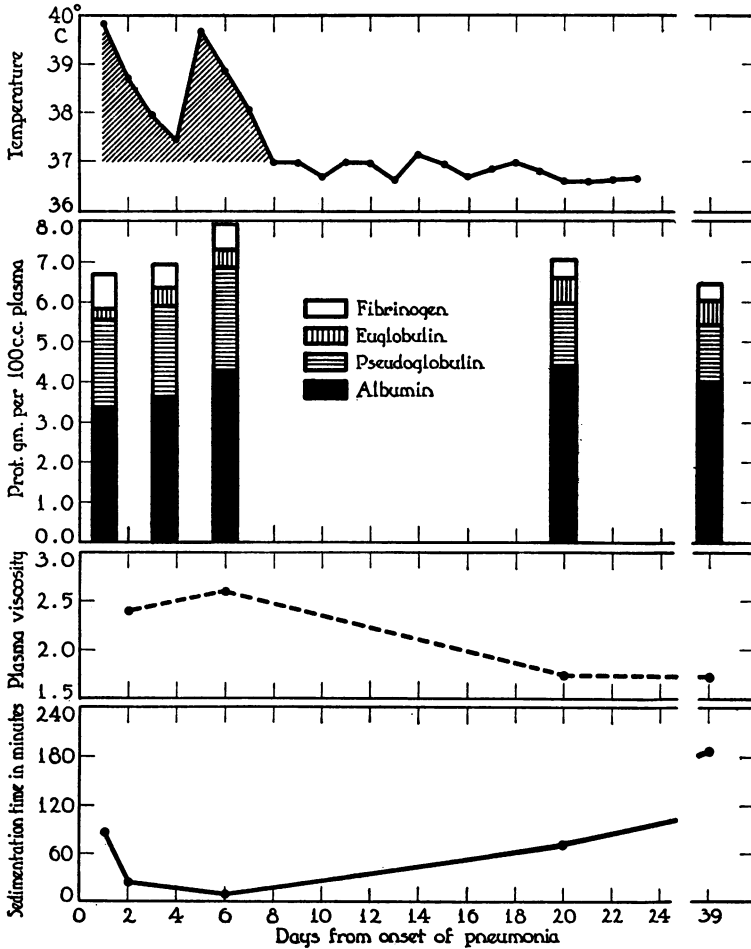 40°
C
39
38
37
36
Temperature
8.0
7.0
6.0
5.0
4.0
3.0
2.0
1.0
0.0
Prot. gm. per 100c.c. plasma
Fibrinogen
Euglobulin
Pseudoglobulin
Albumin
3.0
2.5
2.0
1.5
Plasma viscosity
240
180
120
60
0
Sedimentation time in minutes
0 2 4 6 8 10 12 14 16 18 20 22 24 39
Days from onset of pneumonia